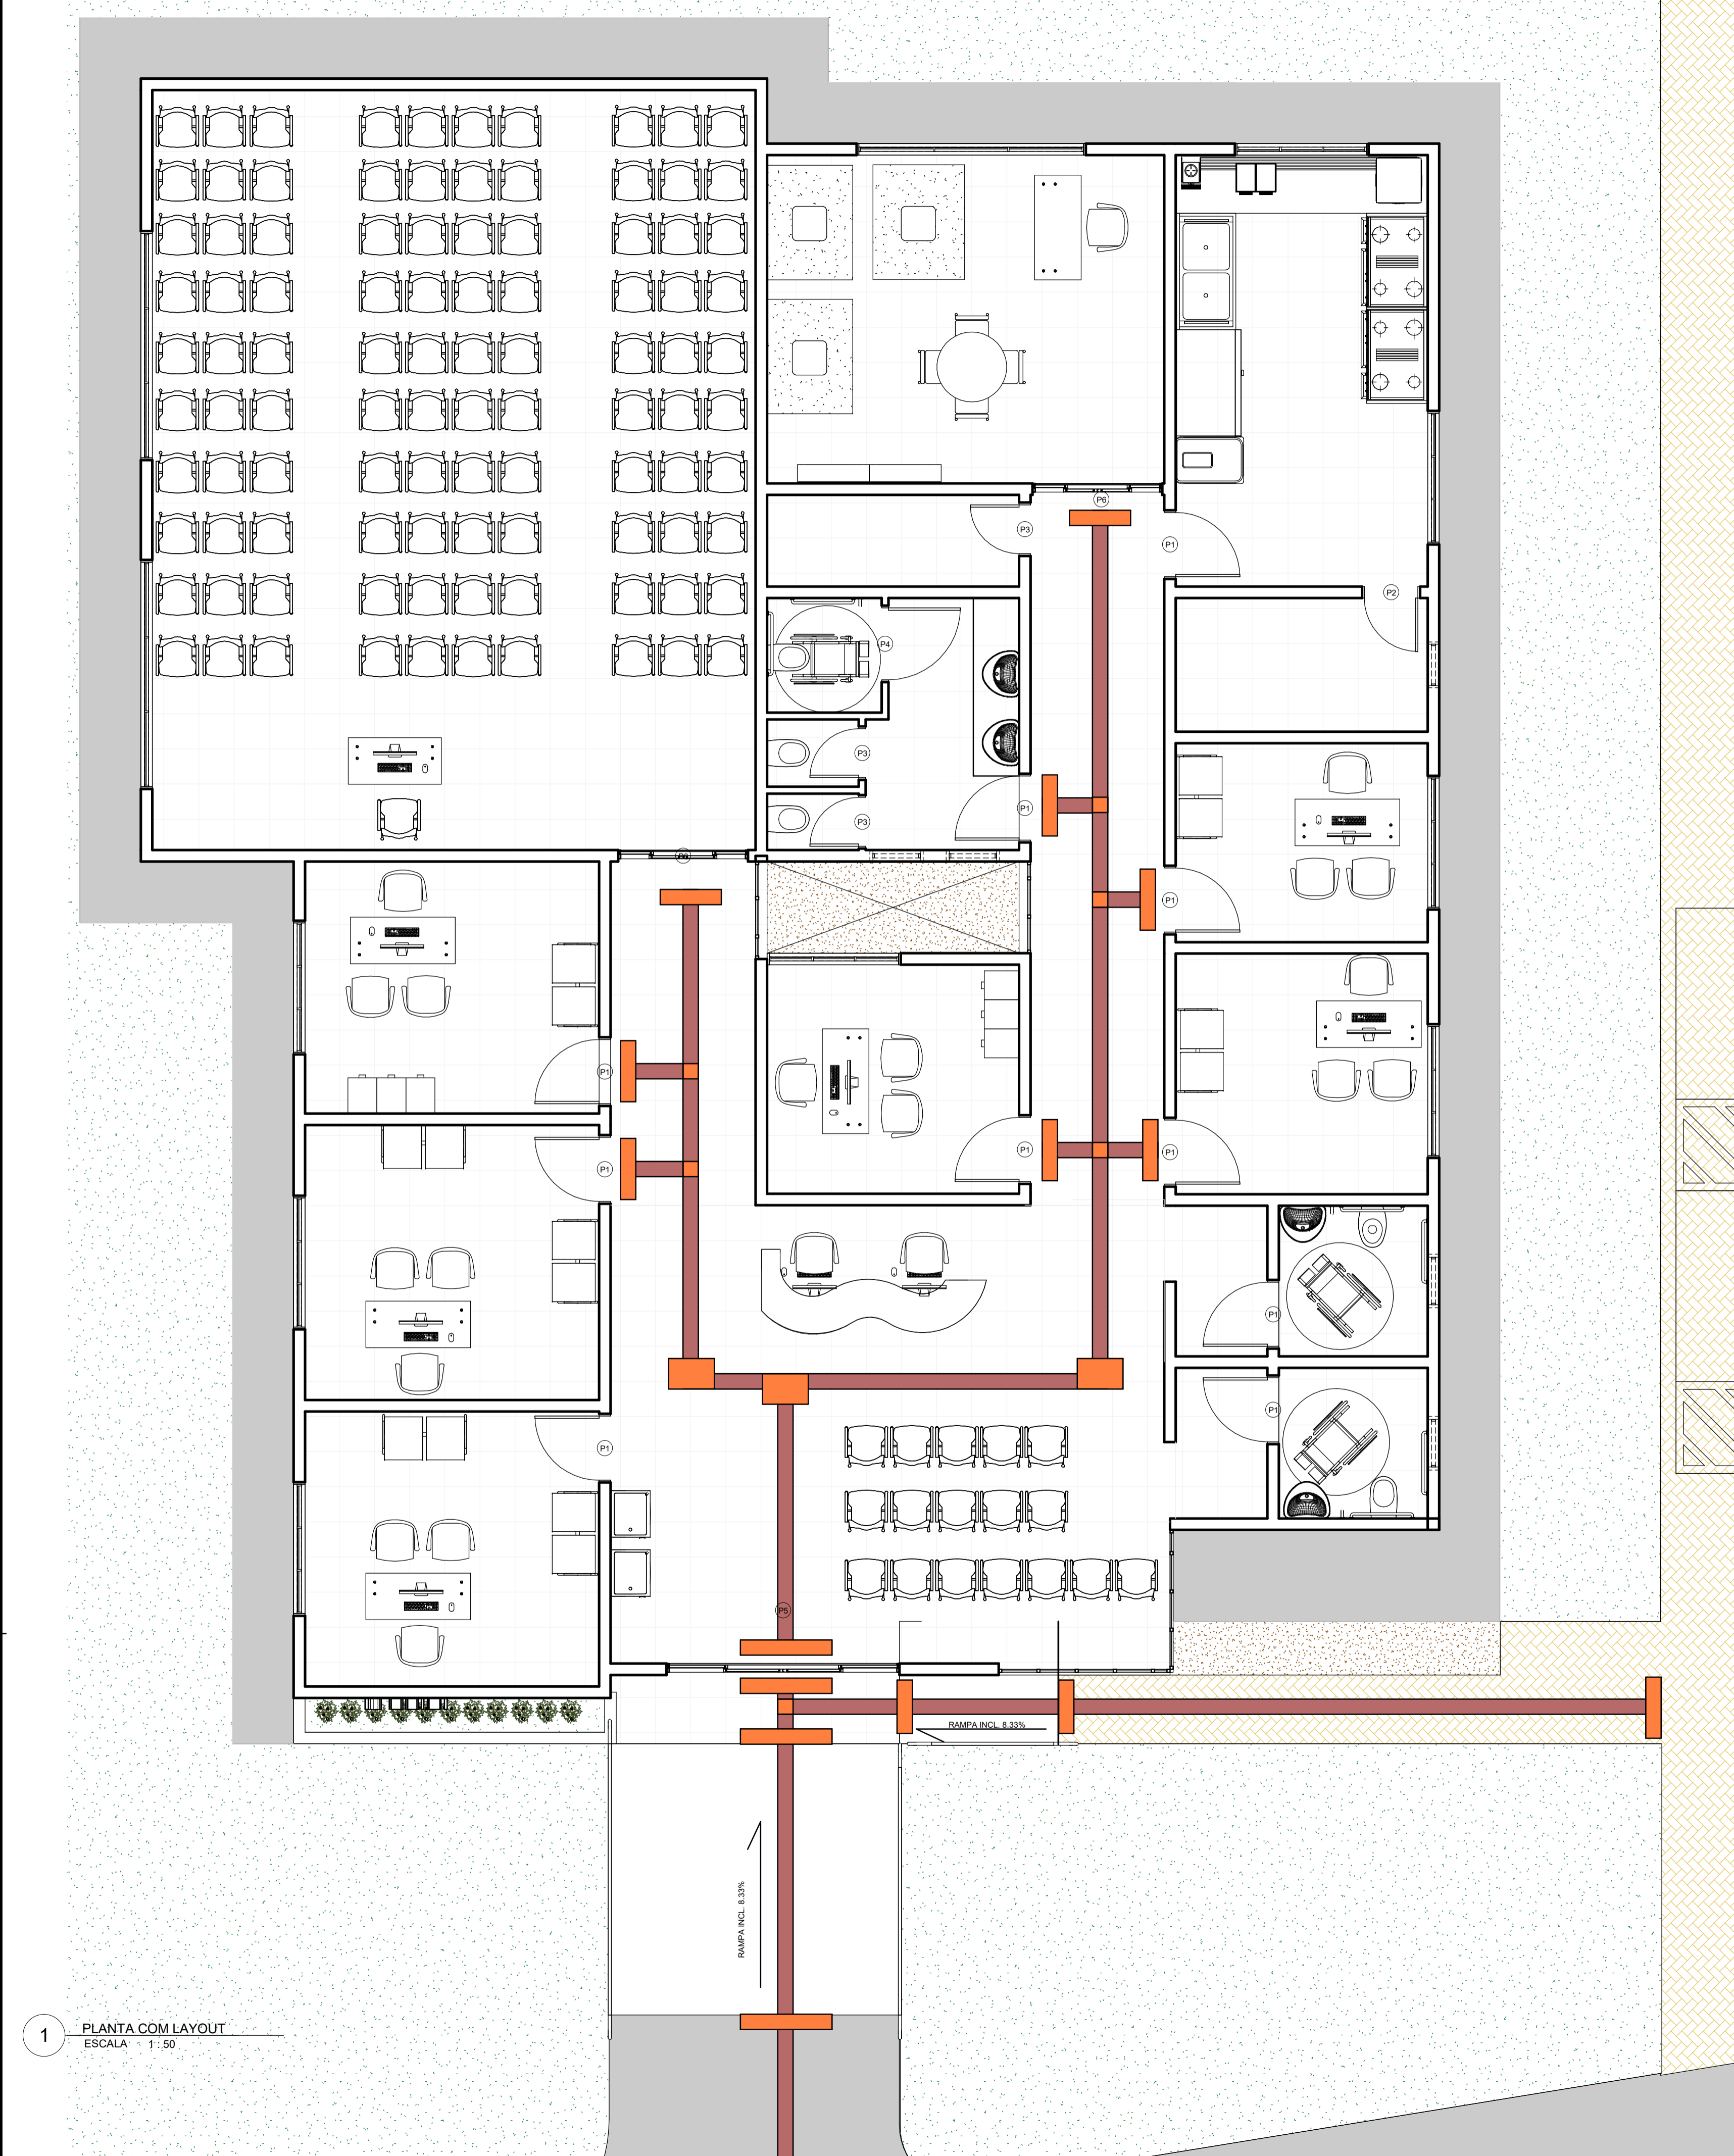 P6
P3
P1
P2
P4
P3
P1
P3
P6
P1
P1
P1
P1
P1
P1
P1
P1
P5
RAMPA INCL. 8.33%
RAMPA INCL. 8.33%
1
PLANTA COM LAYOUT
ESCALA 1 : 50